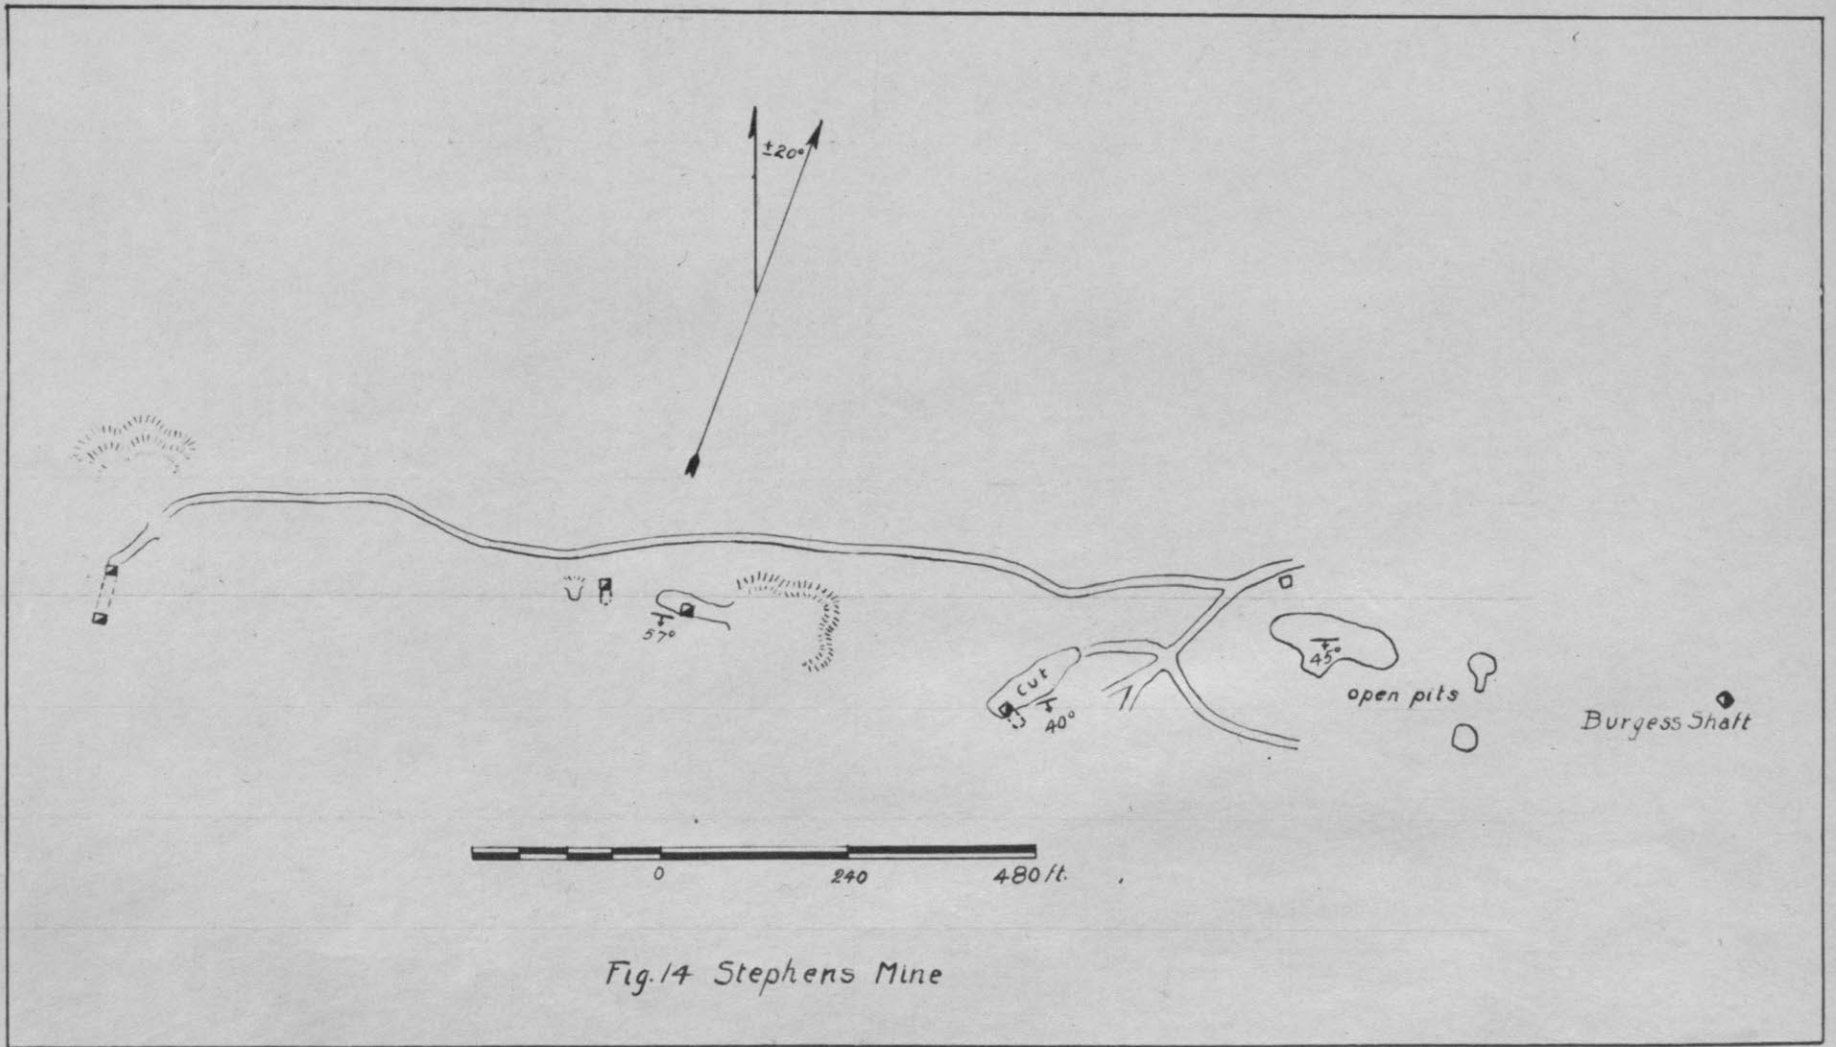 ±20°
57°
Cut
40°
45°
open pits
Burgess Shaft
0 240 480 ft.
Fig. 14 Stephens Mine